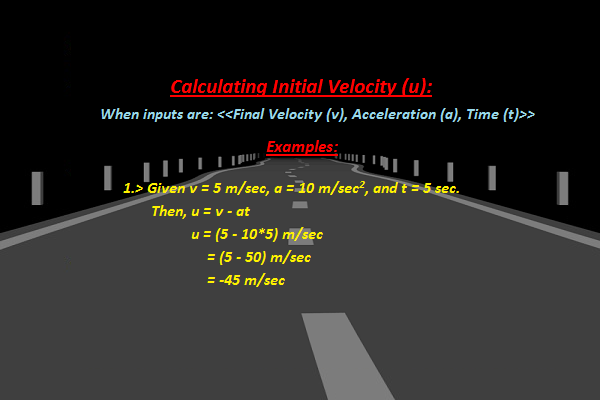 Calculating Initial Velocity (u):
When inputs are: <<Final Velocity (v), Acceleration (a), Time (t)>>
Examples:
1.> Given v = 5 m/sec, a = 10 m/sec², and t = 5 sec.
Then, u = v - at
u = (5 - 10*5) m/sec
= (5 - 50) m/sec
= -45 m/sec